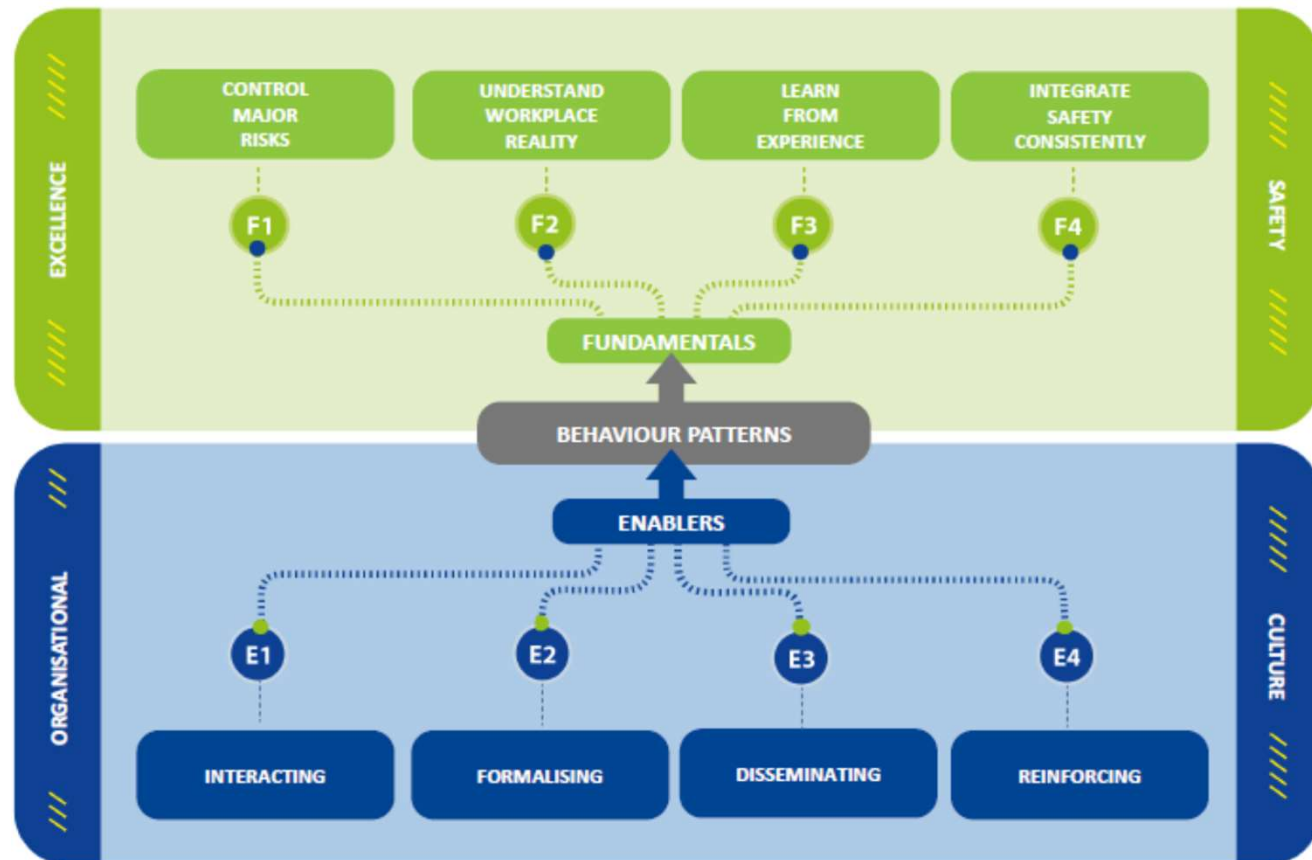 EXCELLENCE
CONTROL
MAJOR
RISKS
UNDERSTAND
WORKPLACE
REALITY
LEARN
FROM
EXPERIENCE
INTEGRATE
SAFETY
CONSISTENTLY
SAFETY
F1
F2
F3
F4
FUNDAMENTALS
BEHAVIOUR PATTERNS
ENABLERS
ORGANISATIONAL
E1
E2
E3
E4
CULTURE
INTERACTING
FORMALISING
DISSEMINATING
REINFORCING